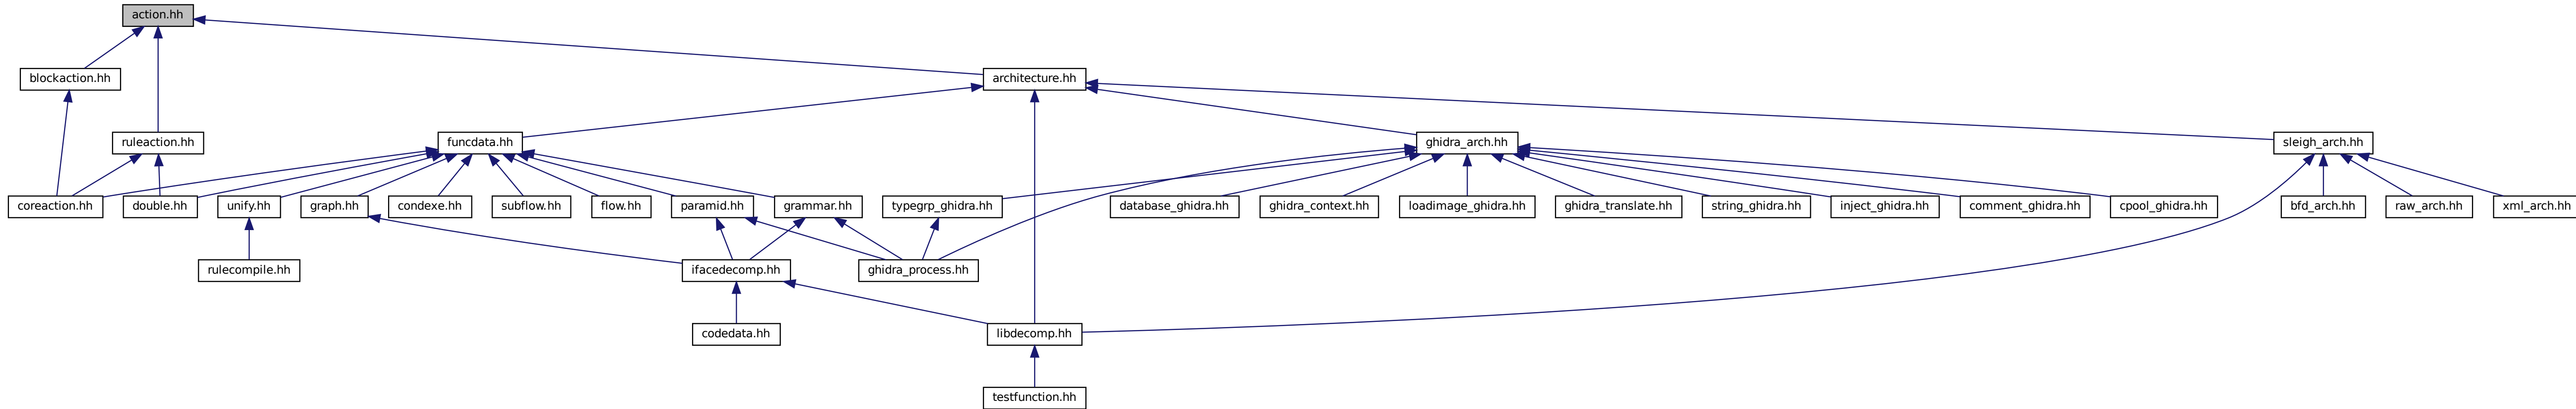 action.hh
blockaction.hh
architecture.hh
ruleaction.hh
funcdata.hh
ghidra_arch.hh
sleigh_arch.hh
coreaction.hh
double.hh
unify.hh
graph.hh
condexe.hh
subflow.hh
flow.hh
paramid.hh
grammar.hh
typegrp_ghidra.hh
database_ghidra.hh
ghidra_context.hh
loadimage_ghidra.hh
ghidra_translate.hh
string_ghidra.hh
inject_ghidra.hh
comment_ghidra.hh
cpool_ghidra.hh
bfd_arch.hh
raw_arch.hh
xml_arch.hh
rulecompile.hh
ifacedecomp.hh
ghidra_process.hh
codedata.hh
libdecomp.hh
testfunction.hh